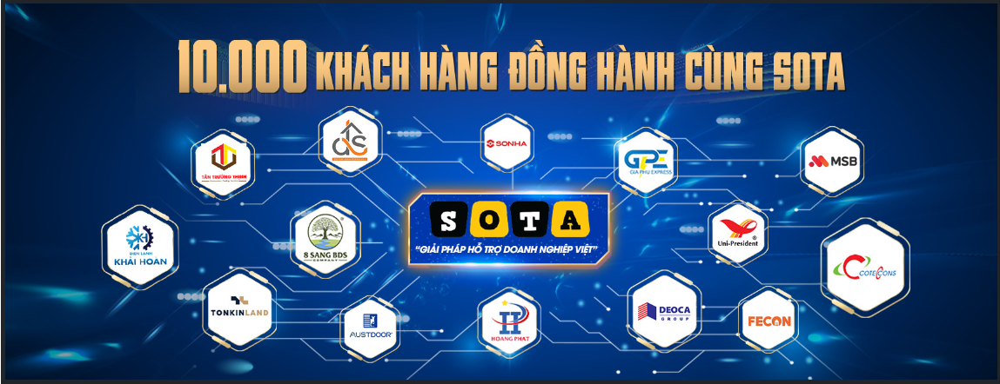 10.000 KHÁCH HÀNG ĐỒNG HÀNH CÙNG SOTA
TÂN TRƯỜNG THỊNH
SONHA
GPE
GIA PHU EXPRESS
MSB
ĐIỆN LẠNH
KHẢI HOÀN
8 SANG BDS
COMPANY
SOTA
“GIẢI PHÁP HỖ TRỢ DOANH NGHIỆP VIỆT”
Uni-President
COTECCONS
TONKINLAND
AUSTDOOR
HOANG PHAT
DEOCA
GROUP
FECON